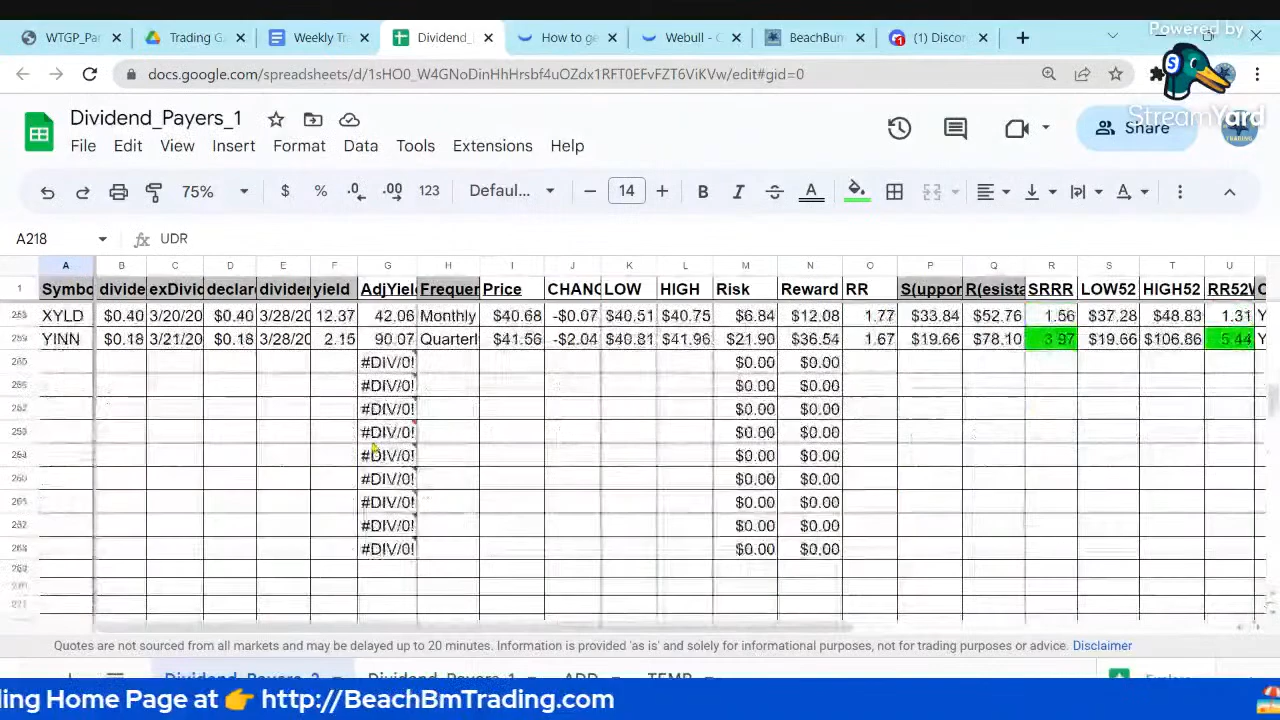 Powered by
StreamYard
WTGP_Par
Trading G
Weekly Tr
Dividend_
How to ge
Webull - C
BeachBum
(1) Discor
docs.google.com/spreadsheets/d/1sHO0_W4GNoDinHhHrsbf4uOZdx1RFT0EFvFZT6ViKVw/edit#gid=0
Dividend_Payers_1
File Edit View Insert Format Data Tools Extensions Help
Share
75% $ % .0 .00 123 Defaul... 14 B I A
A218 fx UDR
A B C D E F G H I J K L M N O P Q R S T U
1 Symbo divide exDivid declar divider yield AdjYiel Frequer Price CHANG LOW HIGH Risk Reward RR S(uppor R(esista SRRR LOW52 HIGH52 RR52W
XYLD $0.40 3/20/20 $0.40 3/28/20 12.37 42.06 Monthly $40.68 -$0.07 $40.51 $40.75 $6.84 $12.08 1.77 $33.84 $52.76 1.56 $37.28 $48.83 1.31
YINN $0.18 3/21/20 $0.18 3/28/20 2.15 90.07 Quarterl $41.56 -$2.04 $40.81 $41.96 $21.90 $36.54 1.67 $19.66 $78.10 3.97 $19.66 $106.86 5.44
#DIV/0! $0.00 $0.00
#DIV/0! $0.00 $0.00
#DIV/0! $0.00 $0.00
#DIV/0! $0.00 $0.00
#DIV/0! $0.00 $0.00
#DIV/0! $0.00 $0.00
#DIV/0! $0.00 $0.00
#DIV/0! $0.00 $0.00
#DIV/0! $0.00 $0.00
Quotes are not sourced from all markets and may be delayed up to 20 minutes. Information is provided 'as is' and solely for informational purposes, not for trading purposes or advice. Disclaimer
ding Home Page at 👉 http://BeachBmTrading.com